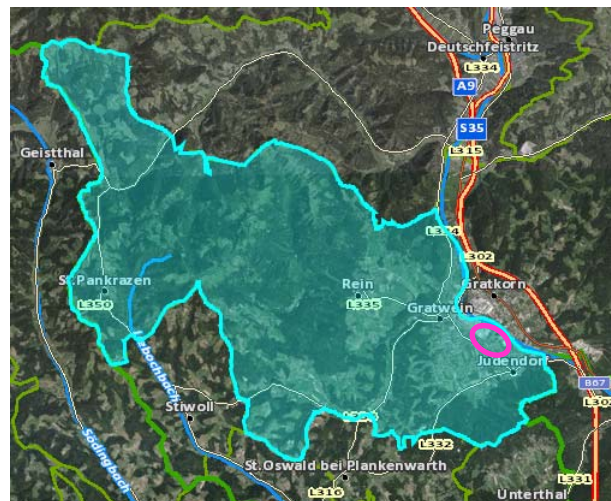 Peggau
Deutschfeistritz
L334
A9
S35
L315
Geistthal
L334
L302
St.Pankrazen
L350
Rein
L335
Gratkorn
Gratwein
Judendorf
B67
Stiwoll
L332
St.Oswald bei Plankenwarth
L316
Södingbach
L331
Unterthal